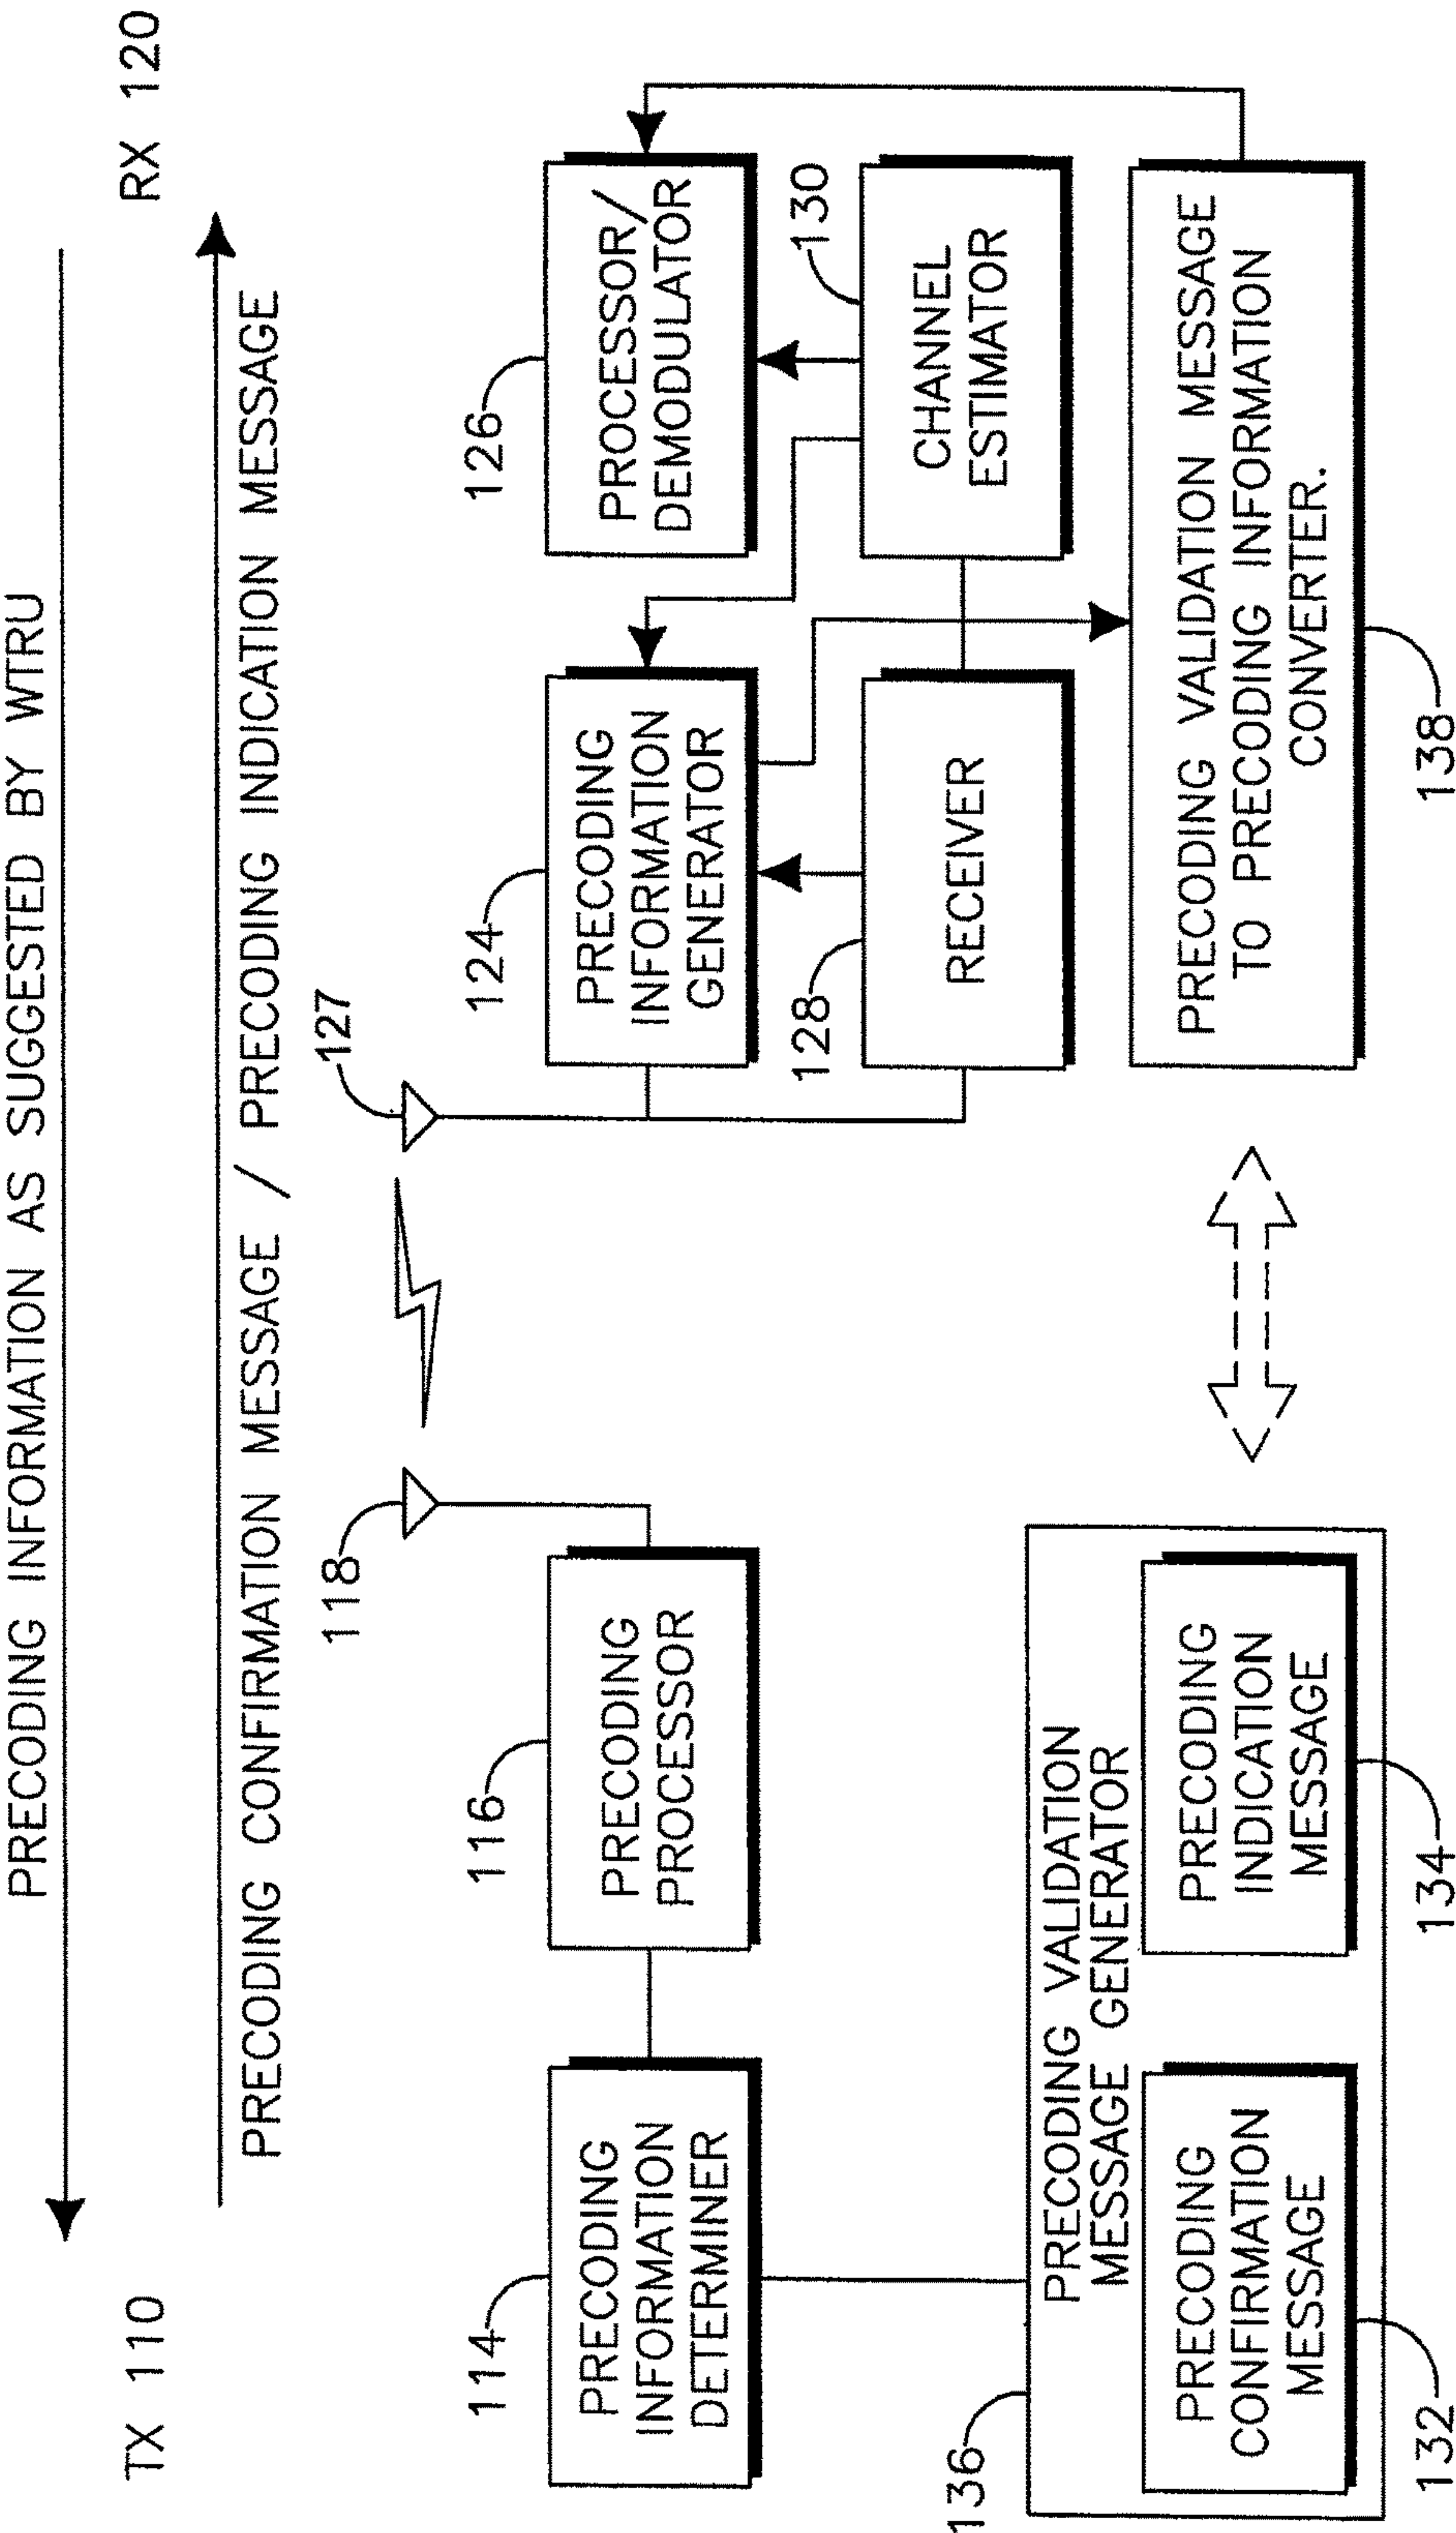 PRECODING INFORMATION AS SUGGESTED BY WTRU
TX 110
RX 120
PRECODING CONFIRMATION MESSAGE / PRECODING INDICATION MESSAGE
118
127
114
116
124
126
PRECODING
INFORMATION
DETERMINER
PRECODING
PROCESSOR
PRECODING
INFORMATION
GENERATOR
PROCESSOR/
DEMODULATOR
128
130
RECEIVER
CHANNEL
ESTIMATOR
136
PRECODING VALIDATION
MESSAGE GENERATOR
PRECODING
CONFIRMATION
MESSAGE
PRECODING
INDICATION
MESSAGE
PRECODING VALIDATION MESSAGE
TO PRECODING INFORMATION
CONVERTER.
132
134
138